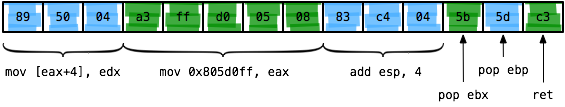 89 50 04 a3 ff d0 05 08 83 c4 04 5b 5d c3
mov [eax+4], edx mov 0x805d0ff, eax add esp, 4
pop ebp
pop ebx ret